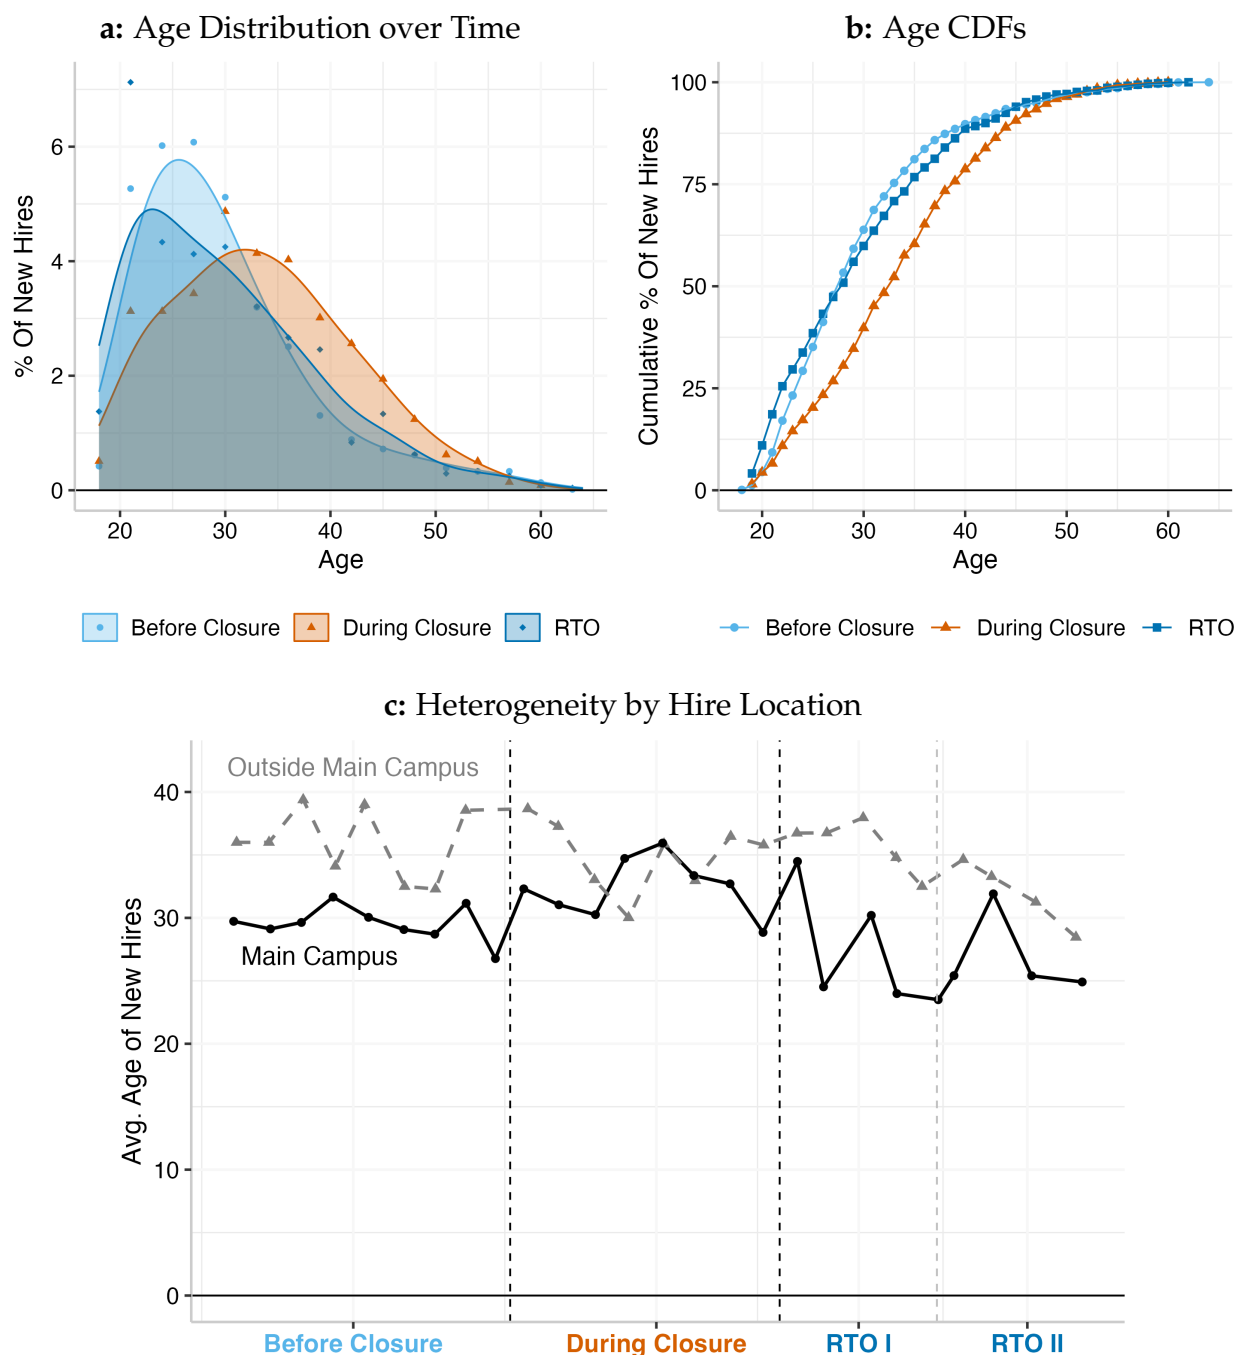 a: Age Distribution over Time
% Of New Hires
6
4
2
0
20 30 40 50 60
Age
Before Closure During Closure RTO
b: Age CDFs
Cumulative % Of New Hires
100
75
50
25
0
20 30 40 50 60
Age
Before Closure During Closure RTO
c: Heterogeneity by Hire Location
Avg. Age of New Hires
40
30
20
10
0
Outside Main Campus
Main Campus
Before Closure During Closure RTO I RTO II